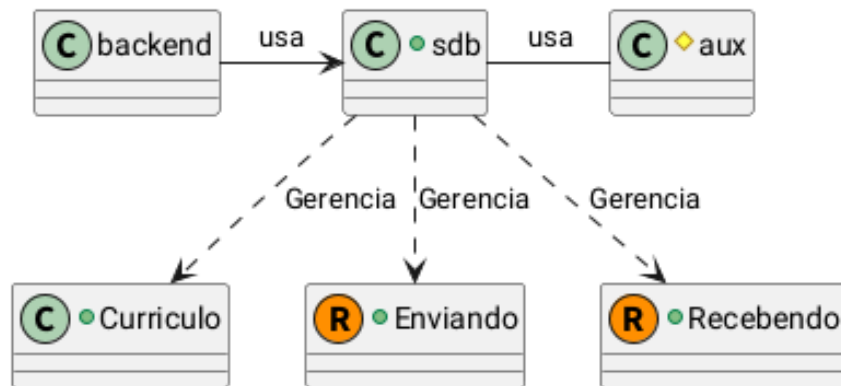 usa usa
C backend C sdb C aux
Gerencia Gerencia Gerencia
C Curriculo R Enviando R Recebendo